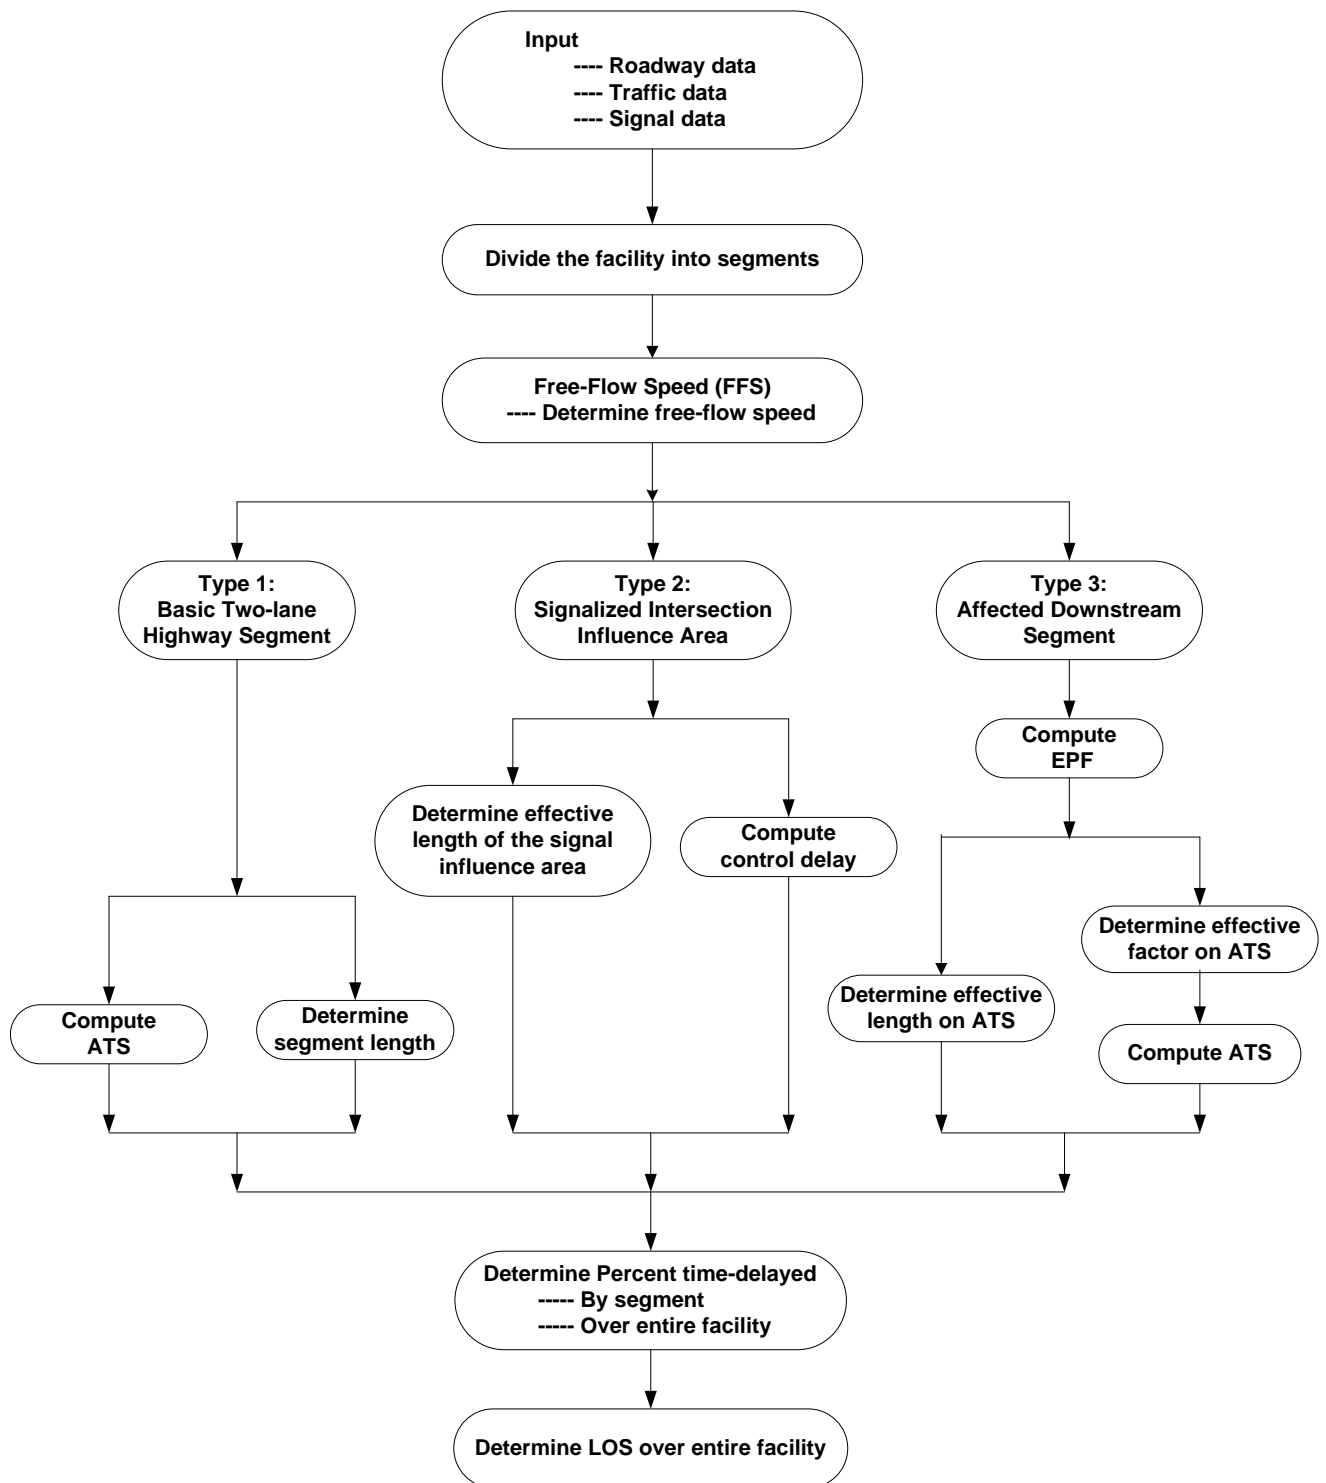 Input
---- Roadway data
---- Traffic data
---- Signal data
Divide the facility into segments
Free-Flow Speed (FFS)
---- Determine free-flow speed
Type 1:
Basic Two-lane
Highway Segment
Type 2:
Signalized Intersection
Influence Area
Type 3:
Affected Downstream
Segment
Compute
EPF
Determine effective
length of the signal
influence area
Compute
control delay
Determine effective
factor on ATS
Compute
ATS
Determine
segment length
Determine effective
length on ATS
Compute ATS
Determine Percent time-delayed
----- By segment
----- Over entire facility
Determine LOS over entire facility